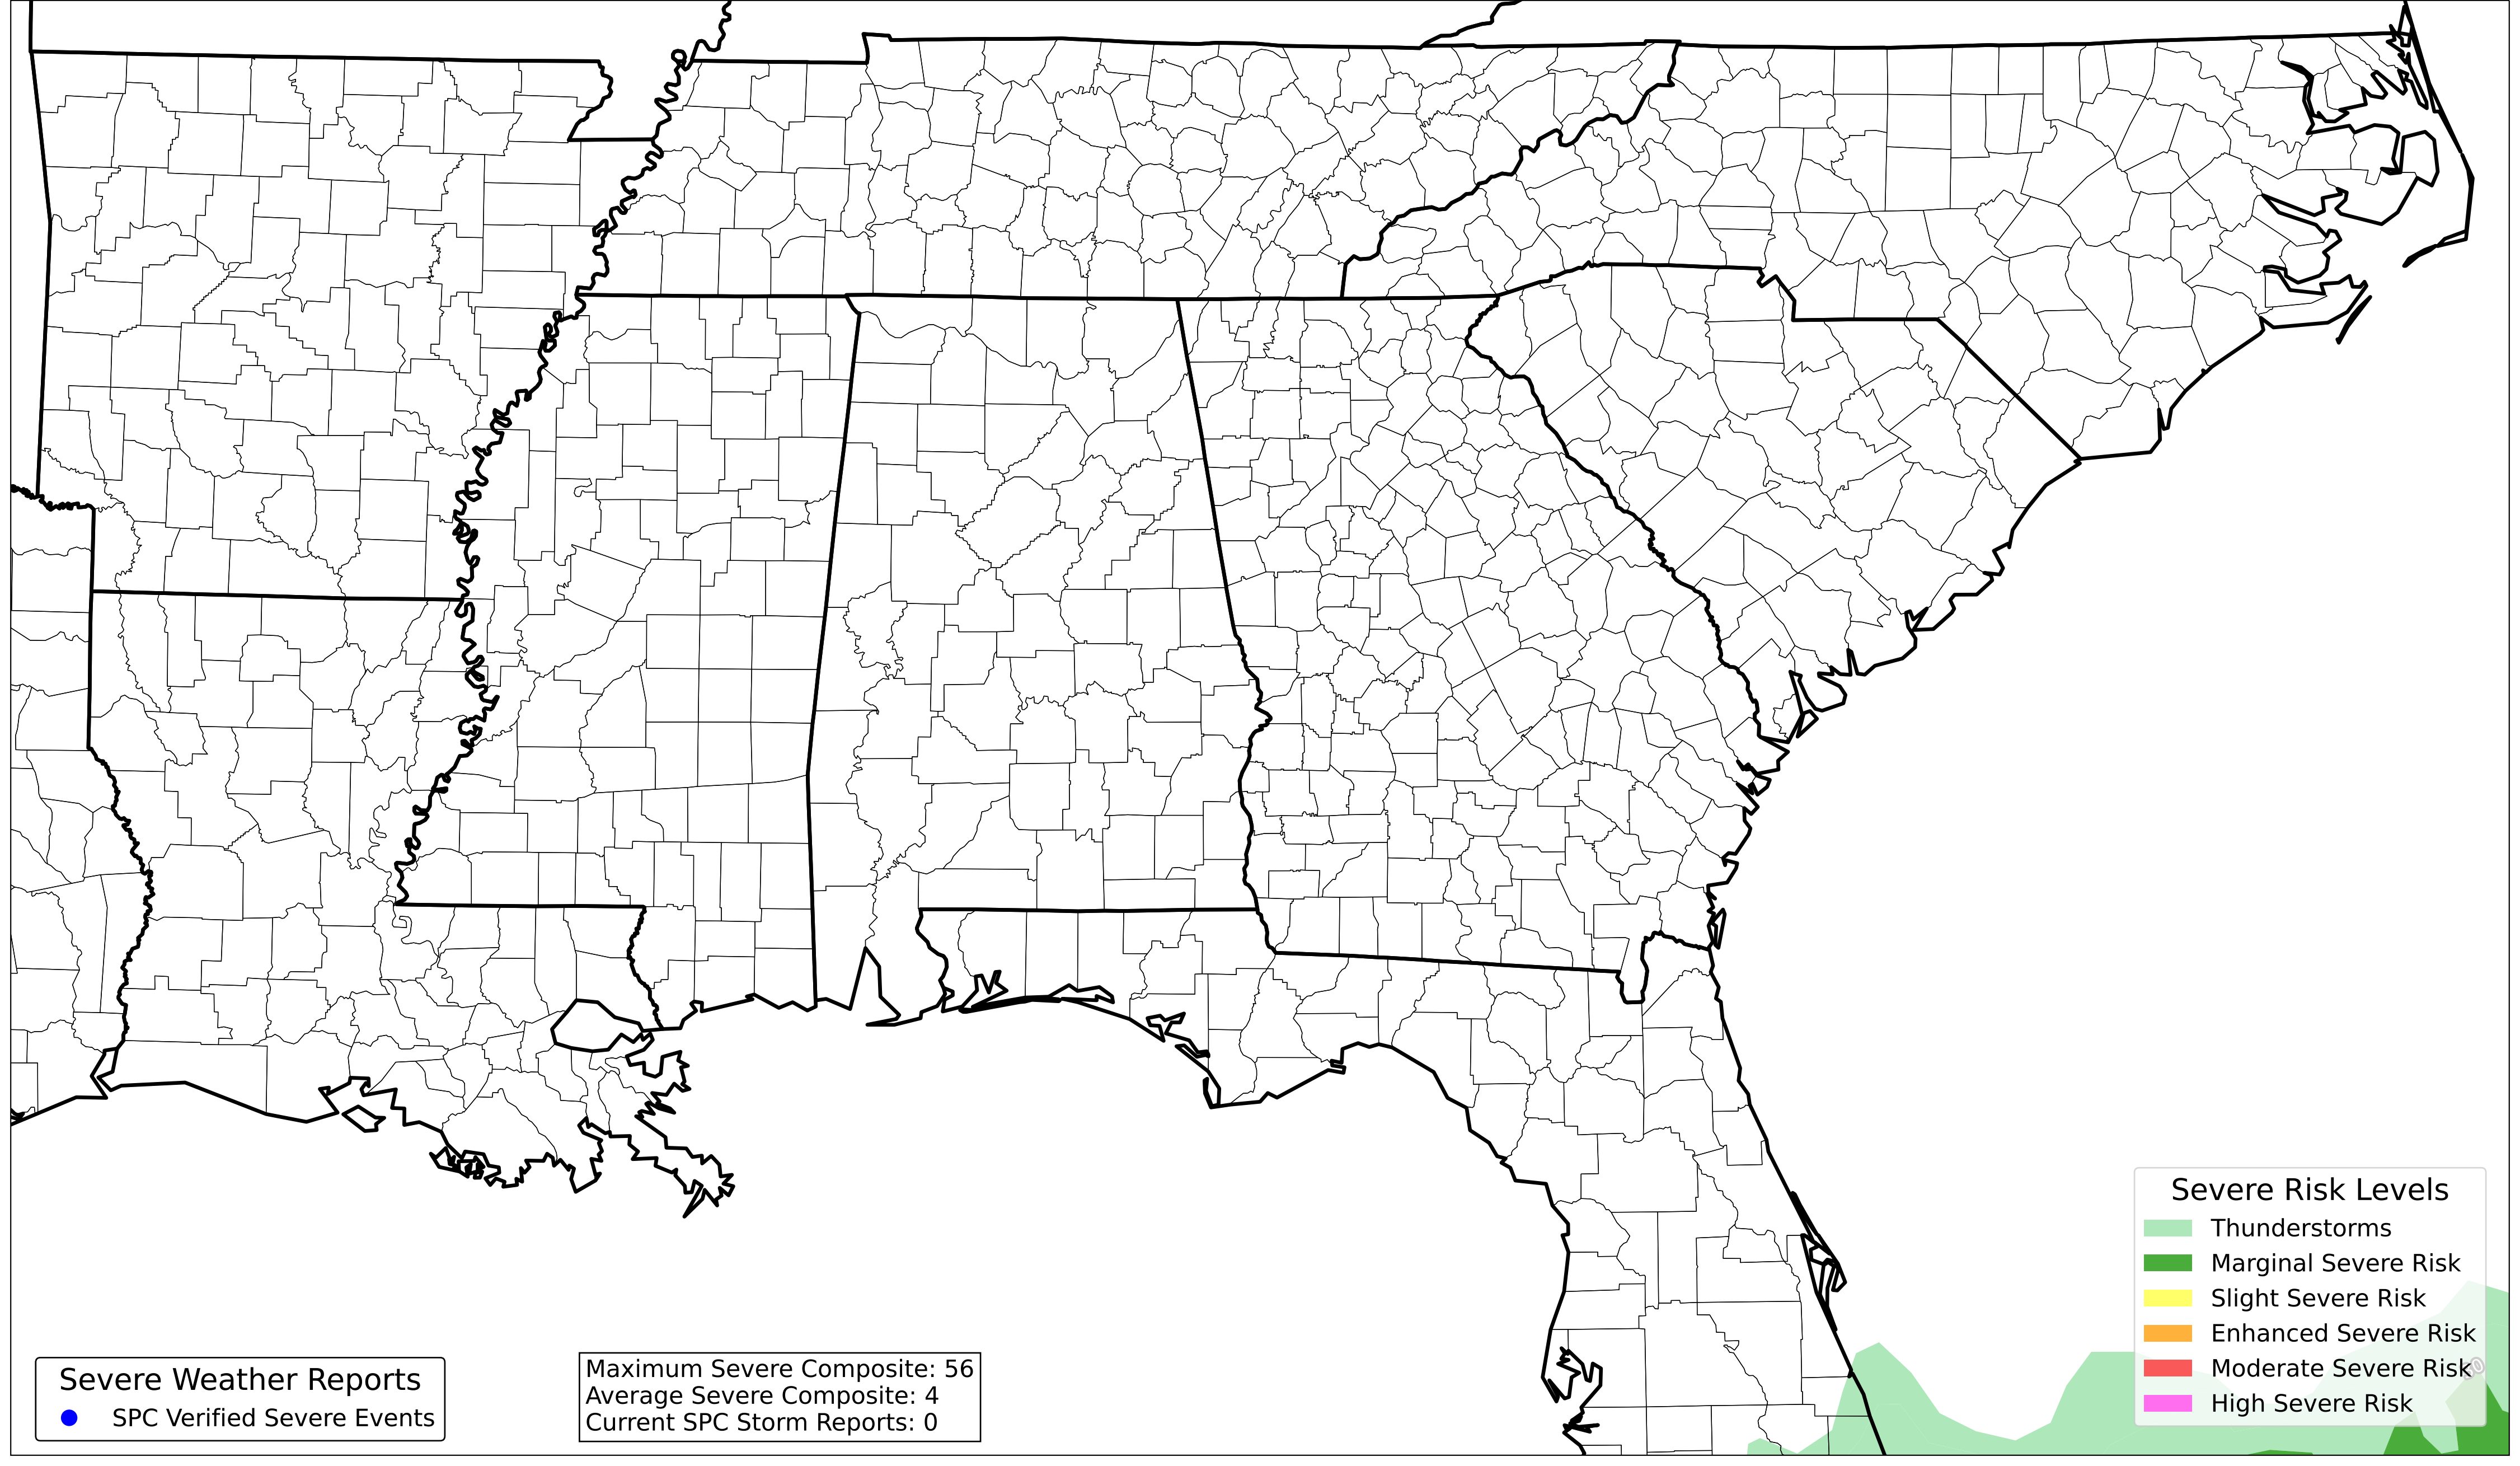 Severe Risk Levels
Thunderstorms
Marginal Severe Risk
Slight Severe Risk
Enhanced Severe Risk
Moderate Severe Risk
High Severe Risk
Severe Weather Reports
SPC Verified Severe Events
Maximum Severe Composite: 56
Average Severe Composite: 4
Current SPC Storm Reports: 0